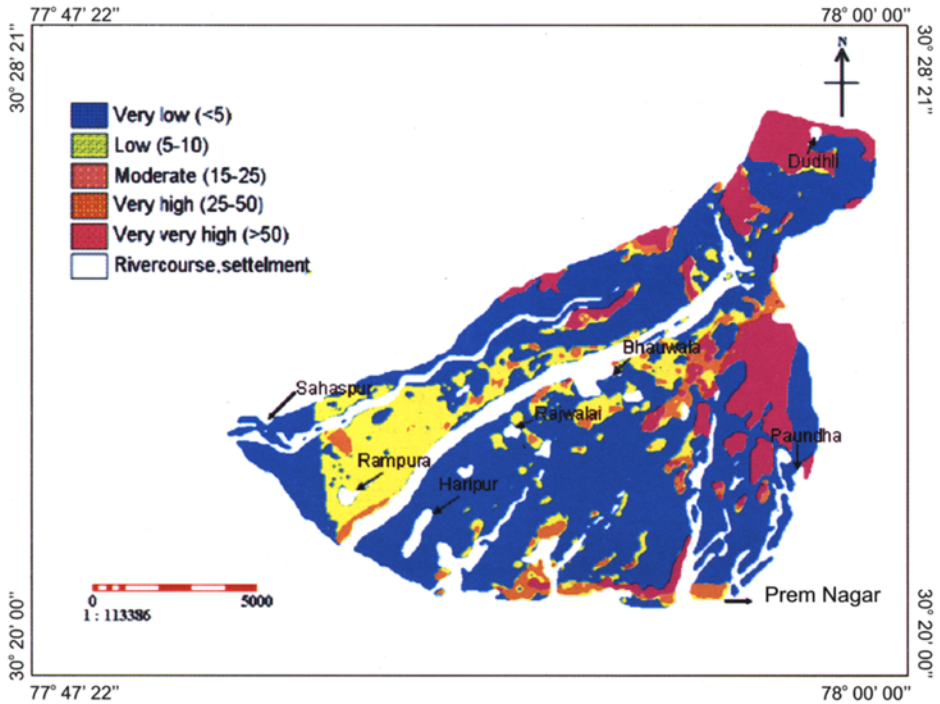 77° 47' 22"
78° 00' 00"
30° 28' 21"
30° 28' 21"
N
Very low (<5)
Low (5-10)
Moderate (15-25)
Very high (25-50)
Very very high (>50)
Rivercourse,settelment
Dudhli
Bhauwala
Sahaspur
Rajwalai
Paundha
Rampura
Haripur
0 5000
1 : 113386
Prem Nagar
30° 20' 00"
30° 20' 00"
77° 47' 22"
78° 00' 00"